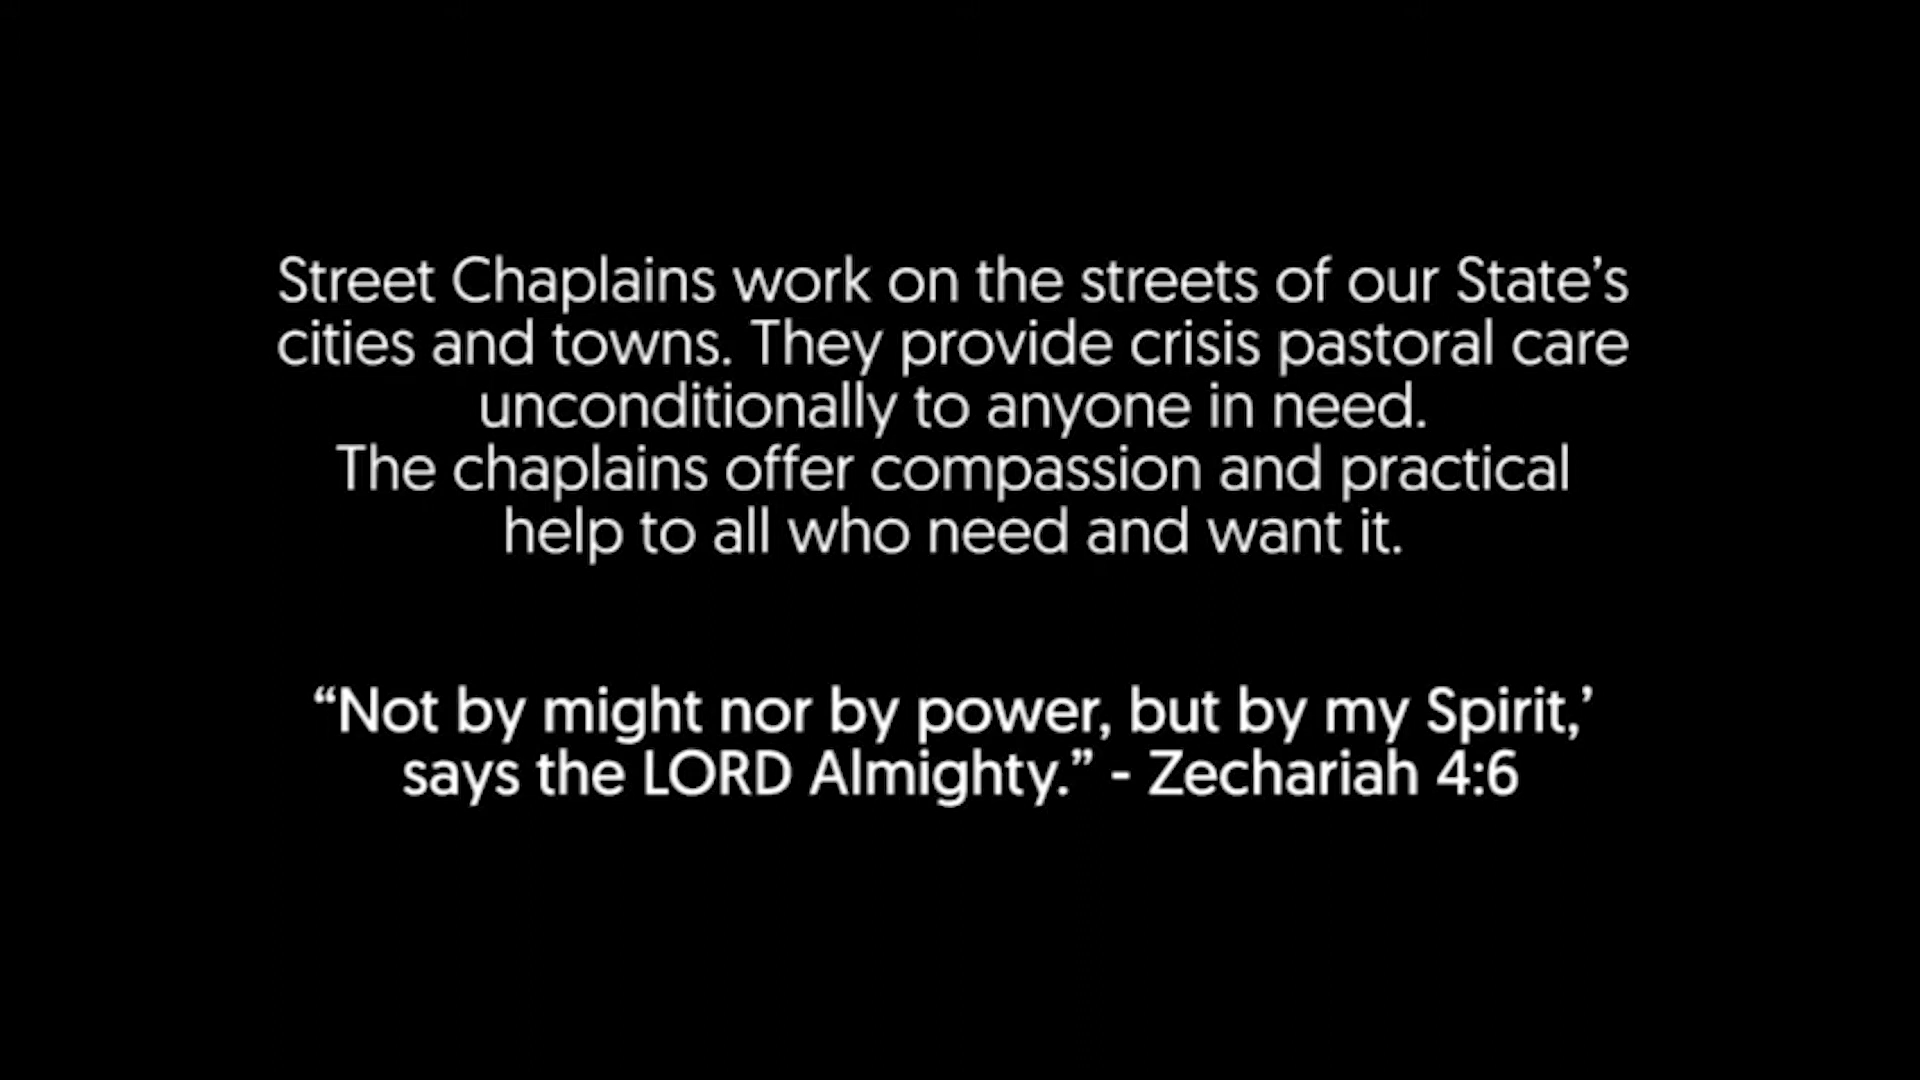 Street Chaplains work on the streets of our State’s
cities and towns. They provide crisis pastoral care
unconditionally to anyone in need.
The chaplains offer compassion and practical
help to all who need and want it.
“Not by might nor by power, but by my Spirit,’
says the LORD Almighty.” - Zechariah 4:6